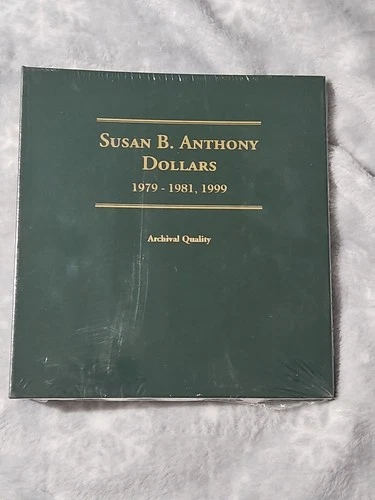 Susan B. Anthony
Dollars
1979 - 1981, 1999
Archival Quality